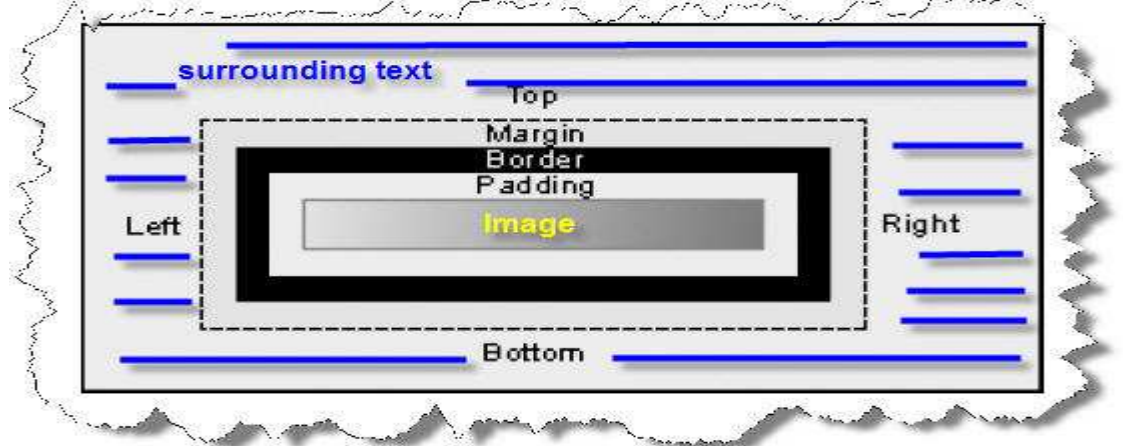 surrounding text
Top
Margin
Border
Padding
Left
Image
Right
Bottom